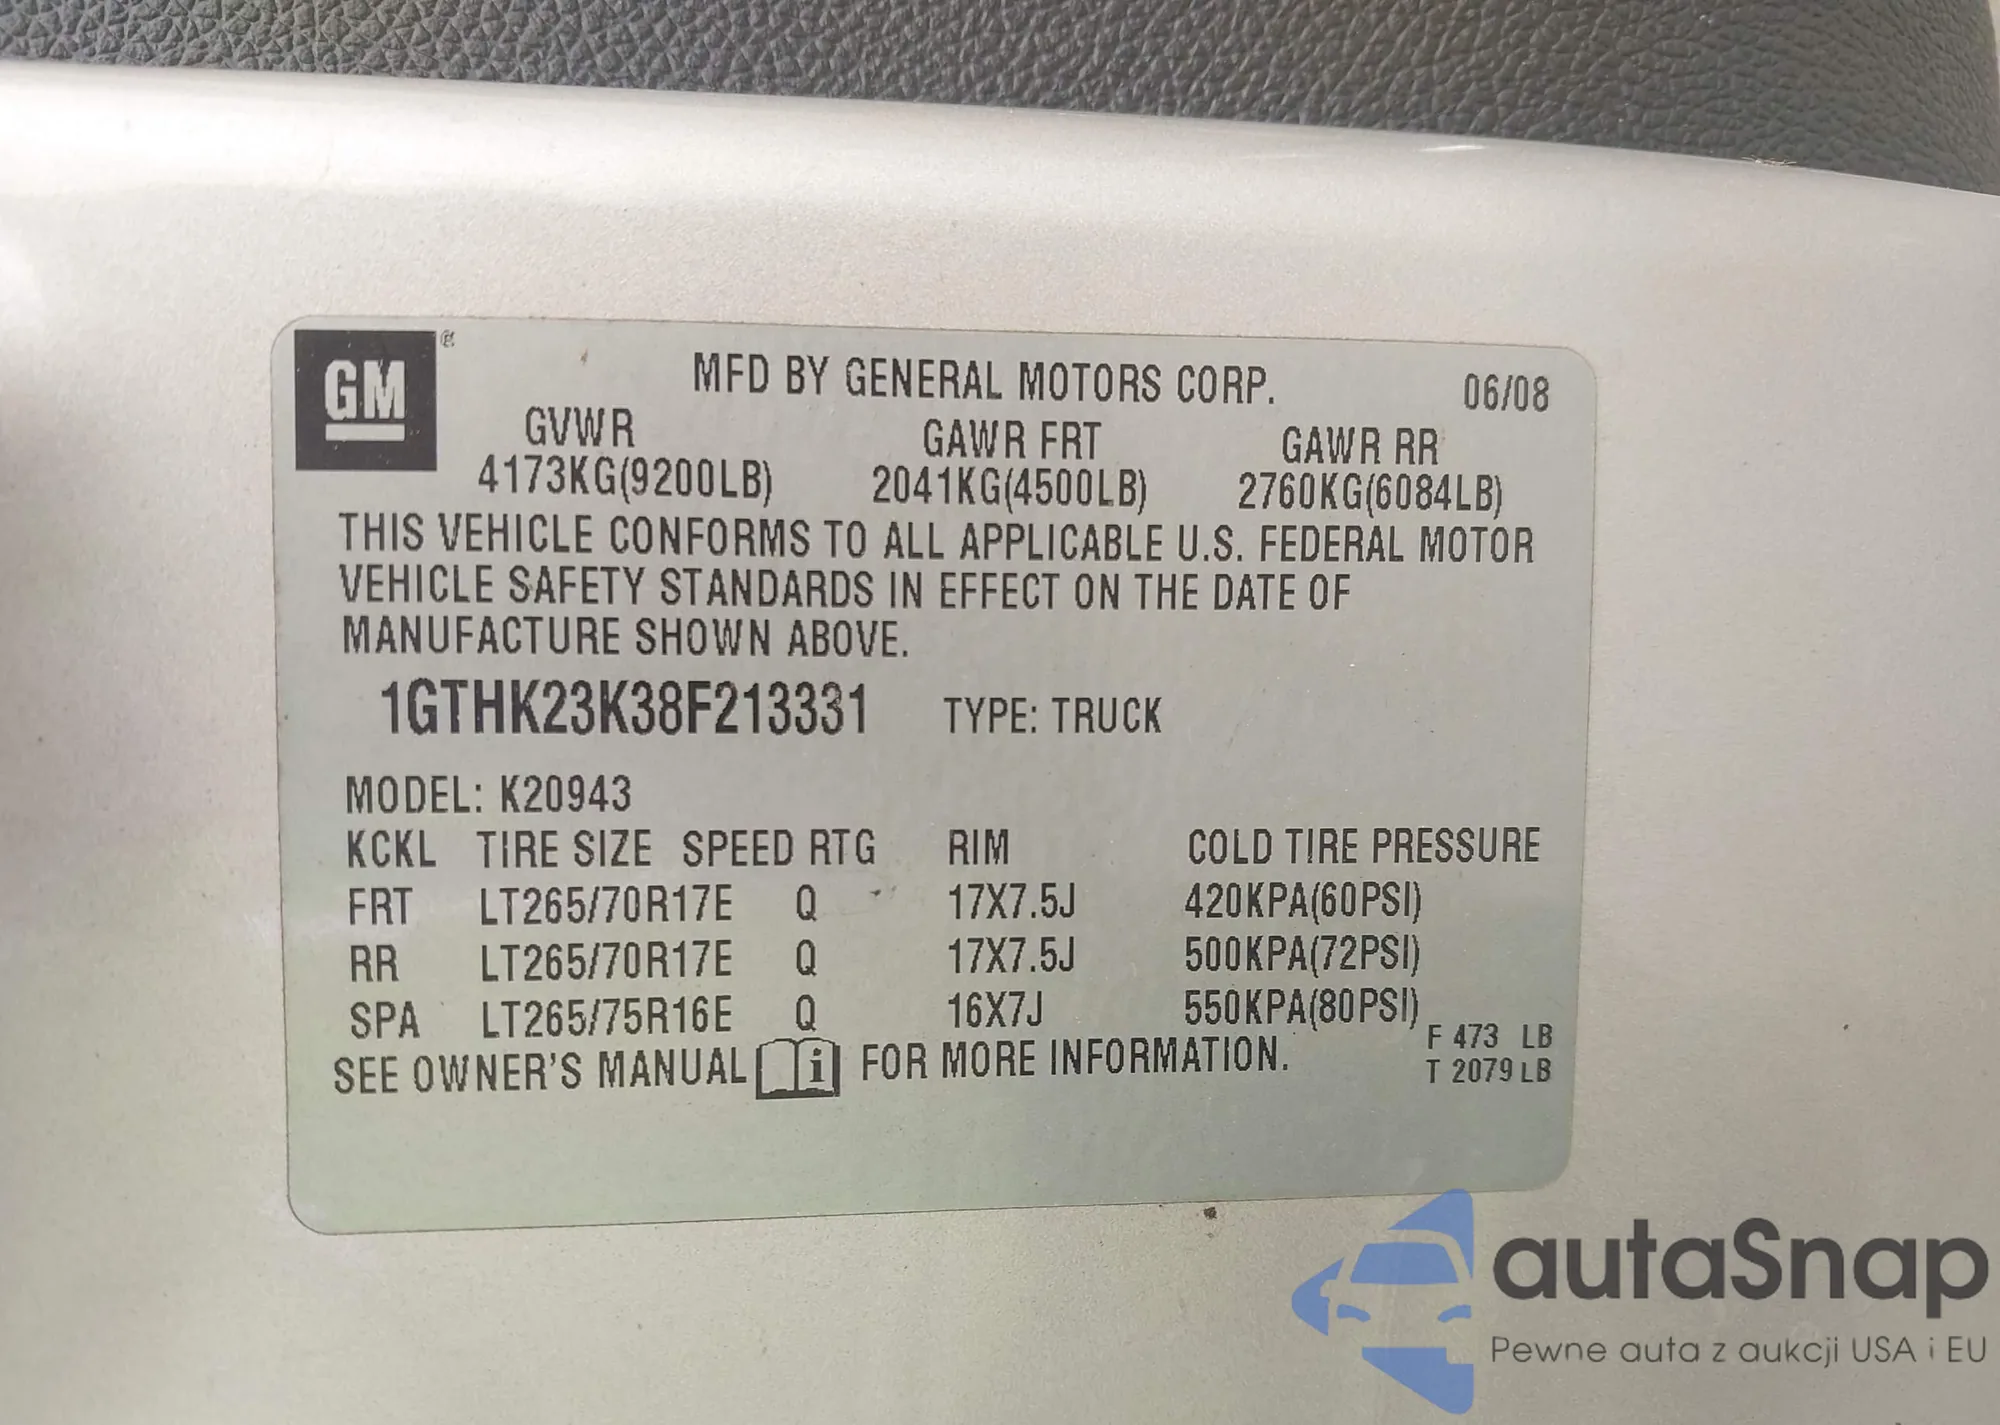 GM ®
MFD BY GENERAL MOTORS CORP. 06/08
GVWR GAWR FRT GAWR RR
4173KG(9200LB) 2041KG(4500LB) 2760KG(6084LB)
THIS VEHICLE CONFORMS TO ALL APPLICABLE U.S. FEDERAL MOTOR
VEHICLE SAFETY STANDARDS IN EFFECT ON THE DATE OF
MANUFACTURE SHOWN ABOVE.
1GTHK23K38F213331 TYPE: TRUCK
MODEL: K20943
KCKL TIRE SIZE SPEED RTG RIM COLD TIRE PRESSURE
FRT LT265/70R17E Q 17X7.5J 420KPA(60PSI)
RR LT265/70R17E Q 17X7.5J 500KPA(72PSI)
SPA LT265/75R16E Q 16X7J 550KPA(80PSI)
F 473 LB
SEE OWNER'S MANUAL i FOR MORE INFORMATION.
T 2079 LB
autaSnap
Pewne auta z aukcji USA i EU